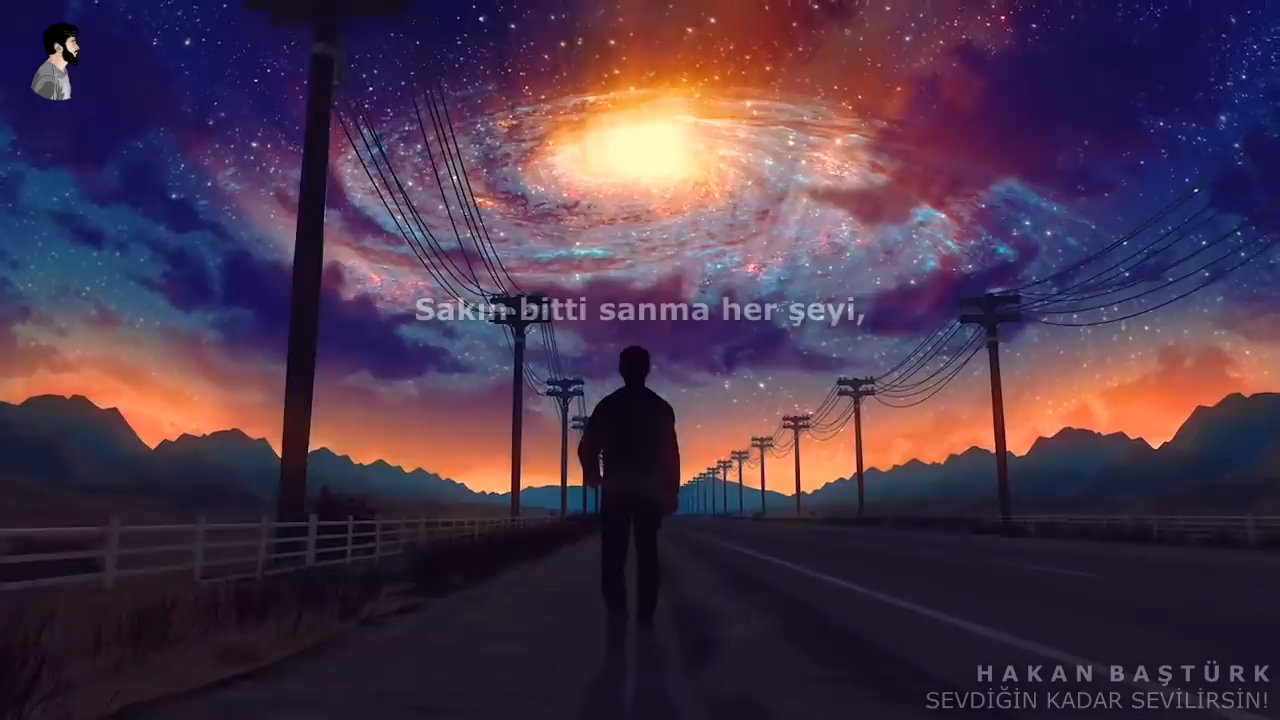 Sakın bitti sanma her şeyi,
HAKAN BAŞTÜRK
SEVDİĞİN KADAR SEVİLİRSİN!